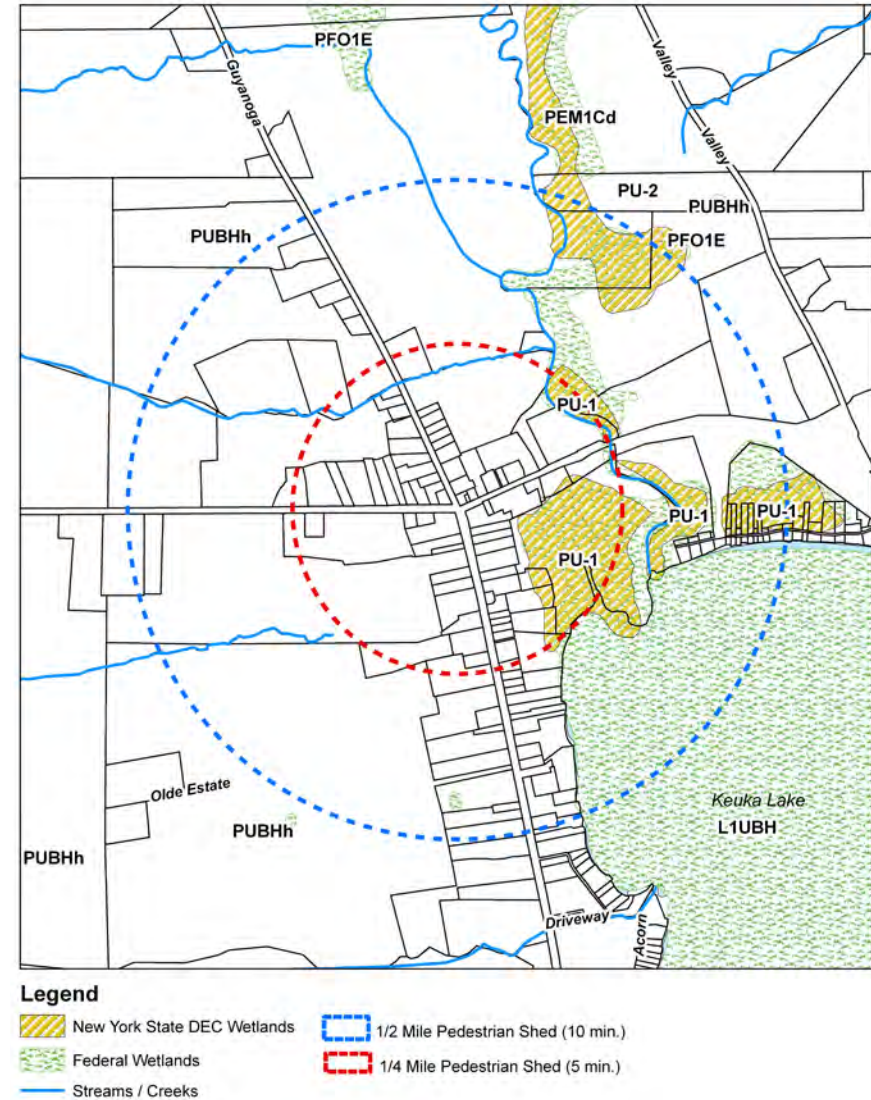 PFO1E
Guyanoga
Valley
PEM1Cd
Valley
PU-2
PUBHh
PUBHh
PFO1E
PU-1
PU-1
PU-1
PU-1
Keuka Lake
L1UBH
Olde Estate
PUBHh
PUBHh
Driveway
Acorn
Legend
New York State DEC Wetlands
1/2 Mile Pedestrian Shed (10 min.)
Federal Wetlands
1/4 Mile Pedestrian Shed (5 min.)
Streams / Creeks